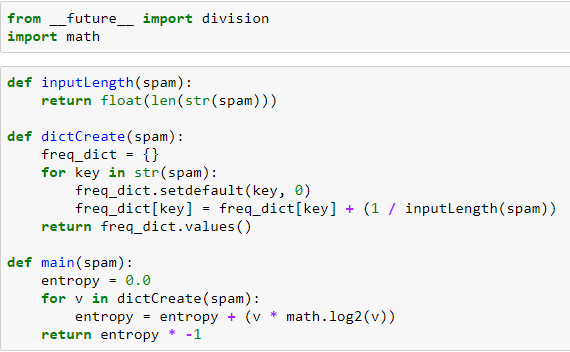 from __future__ import division
import math
def inputLength(spam):
    return float(len(str(spam)))
def dictCreate(spam):
    freq_dict = {}
    for key in str(spam):
        freq_dict.setdefault(key, 0)
        freq_dict[key] = freq_dict[key] + (1 / inputLength(spam))
    return freq_dict.values()
def main(spam):
    entropy = 0.0
    for v in dictCreate(spam):
        entropy = entropy + (v * math.log2(v))
    return entropy * -1